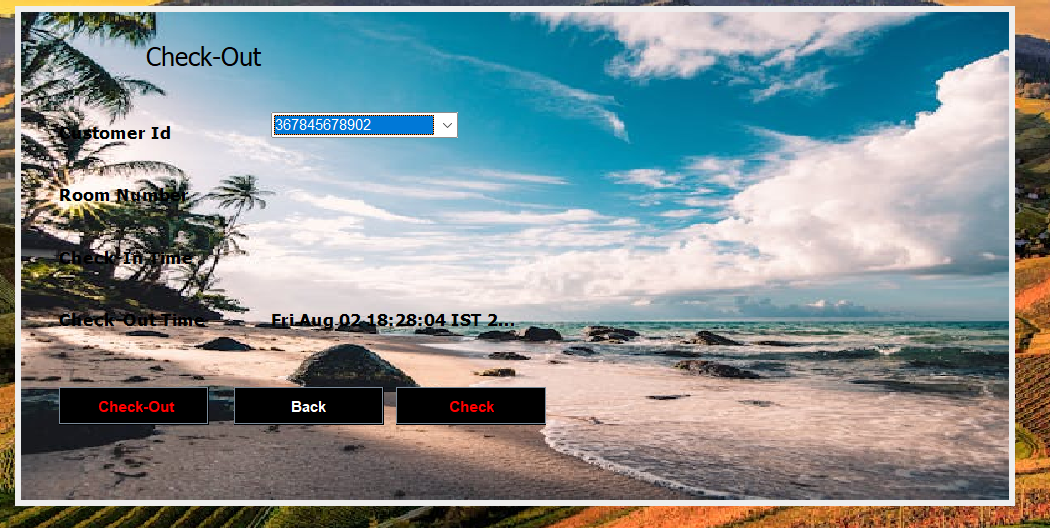 Check-Out
Customer Id 367845678902
Room Number
Check-In Time
Check-Out Time Fri Aug 02 18:28:04 IST 2...
Check-Out Back Check